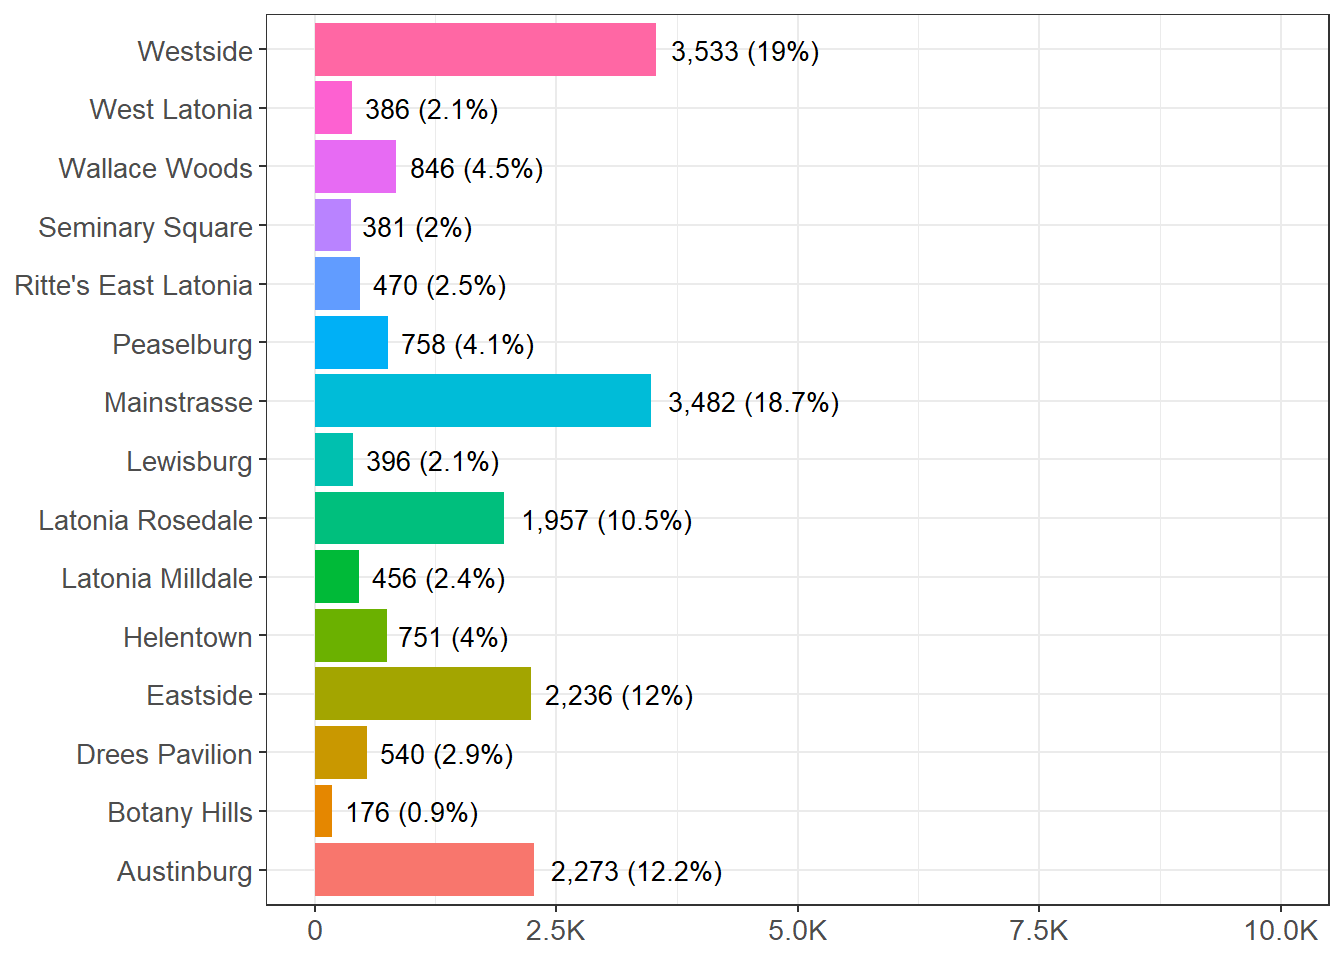 Westside 3,533 (19%)
West Latonia 386 (2.1%)
Wallace Woods 846 (4.5%)
Seminary Square 381 (2%)
Ritte's East Latonia 470 (2.5%)
Peaselburg 758 (4.1%)
Mainstrasse 3,482 (18.7%)
Lewisburg 396 (2.1%)
Latonia Rosedale 1,957 (10.5%)
Latonia Milldale 456 (2.4%)
Helentown 751 (4%)
Eastside 2,236 (12%)
Drees Pavilion 540 (2.9%)
Botany Hills 176 (0.9%)
Austinburg 2,273 (12.2%)
0 2.5K 5.0K 7.5K 10.0K